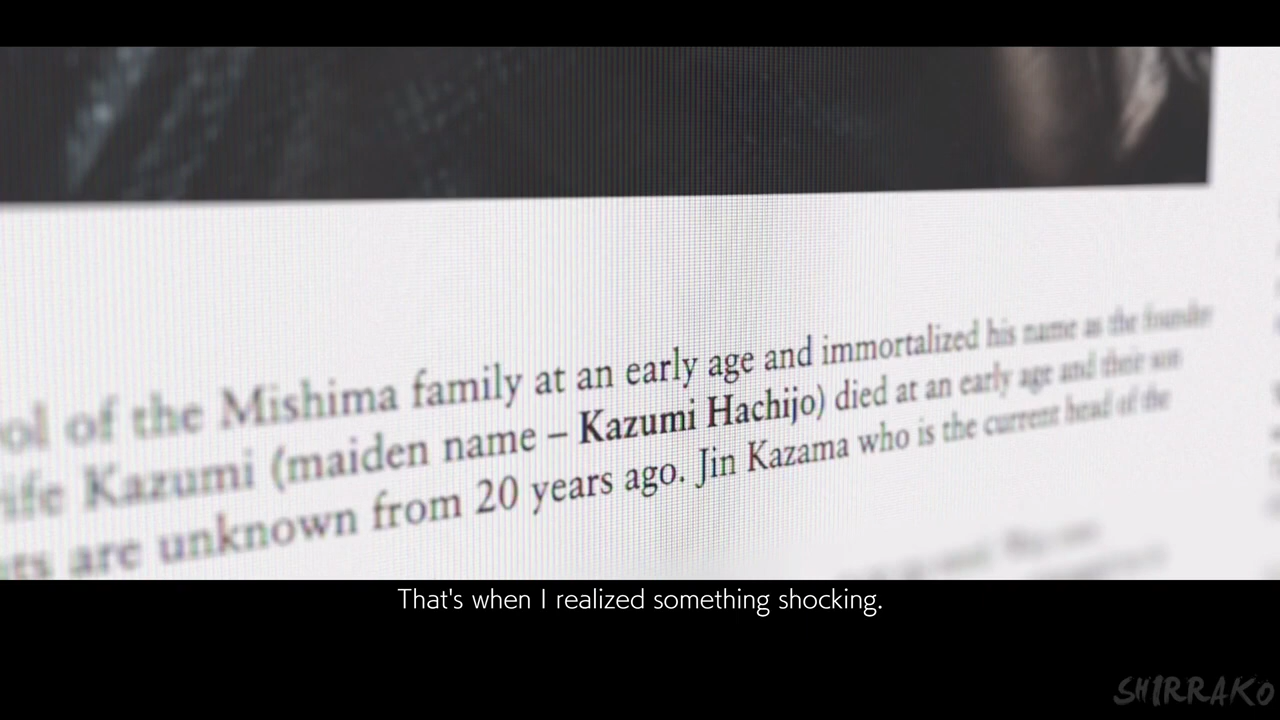 of the Mishima family at an early age and immortalized his name as the founder
Kazumi (maiden name – Kazumi Hachijo) died at an early age and their son
are unknown from 20 years ago. Jin Kazama who is the current head of the
That's when I realized something shocking.
SHIRRAKO